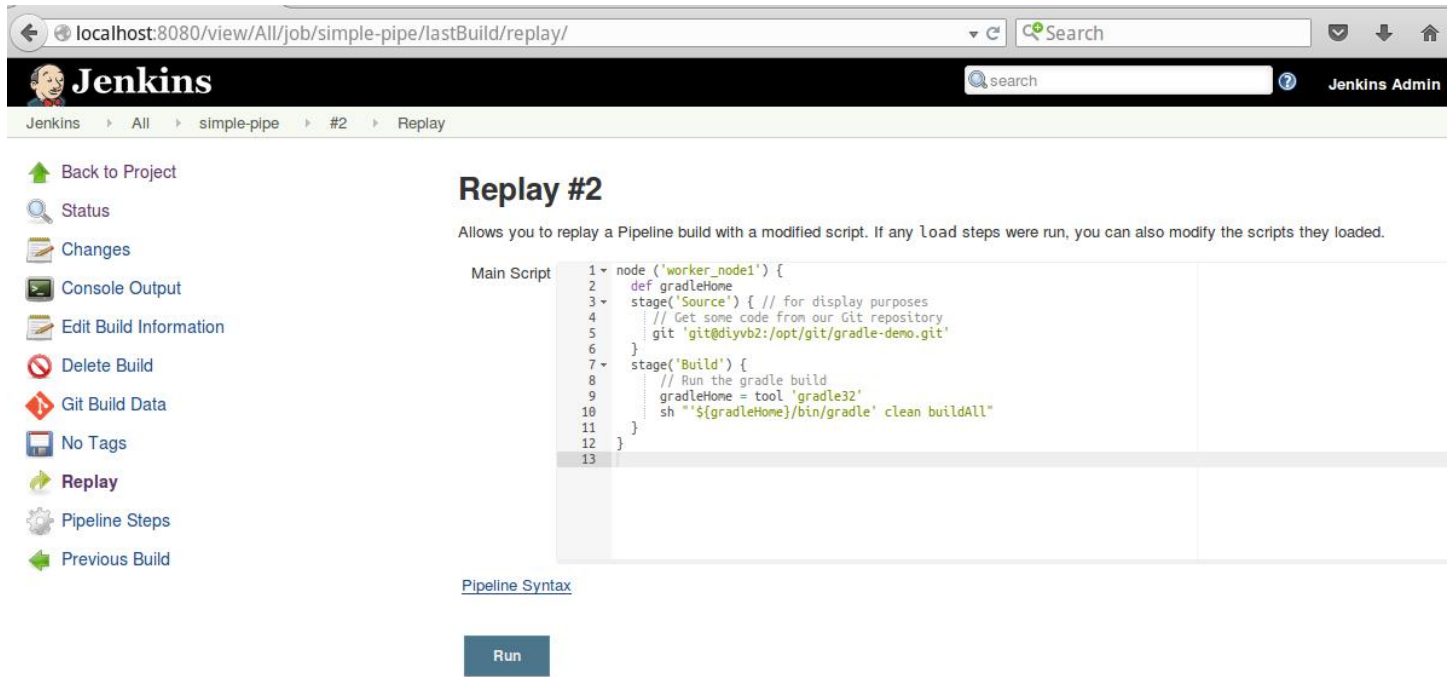 localhost:8080/view/All/job/simple-pipe/lastBuild/replay/
Search
Jenkins
search
Jenkins Admin
Jenkins All simple-pipe #2 Replay
Back to Project
Status
Changes
Console Output
Edit Build Information
Delete Build
Git Build Data
No Tags
Replay
Pipeline Steps
Previous Build
Replay #2
Allows you to replay a Pipeline build with a modified script. If any load steps were run, you can also modify the scripts they loaded.
Main Script
1 node ('worker_node1') {
2 def gradleHome
3 stage('Source') { // for display purposes
4 // Get some code from our Git repository
5 git 'git@diyvb2:/opt/git/gradle-demo.git'
6 }
7 stage('Build') {
8 // Run the gradle build
9 gradleHome = tool 'gradle32'
10 sh "'${gradleHome}/bin/gradle' clean buildAll"
11 }
12 }
13
Pipeline Syntax
Run